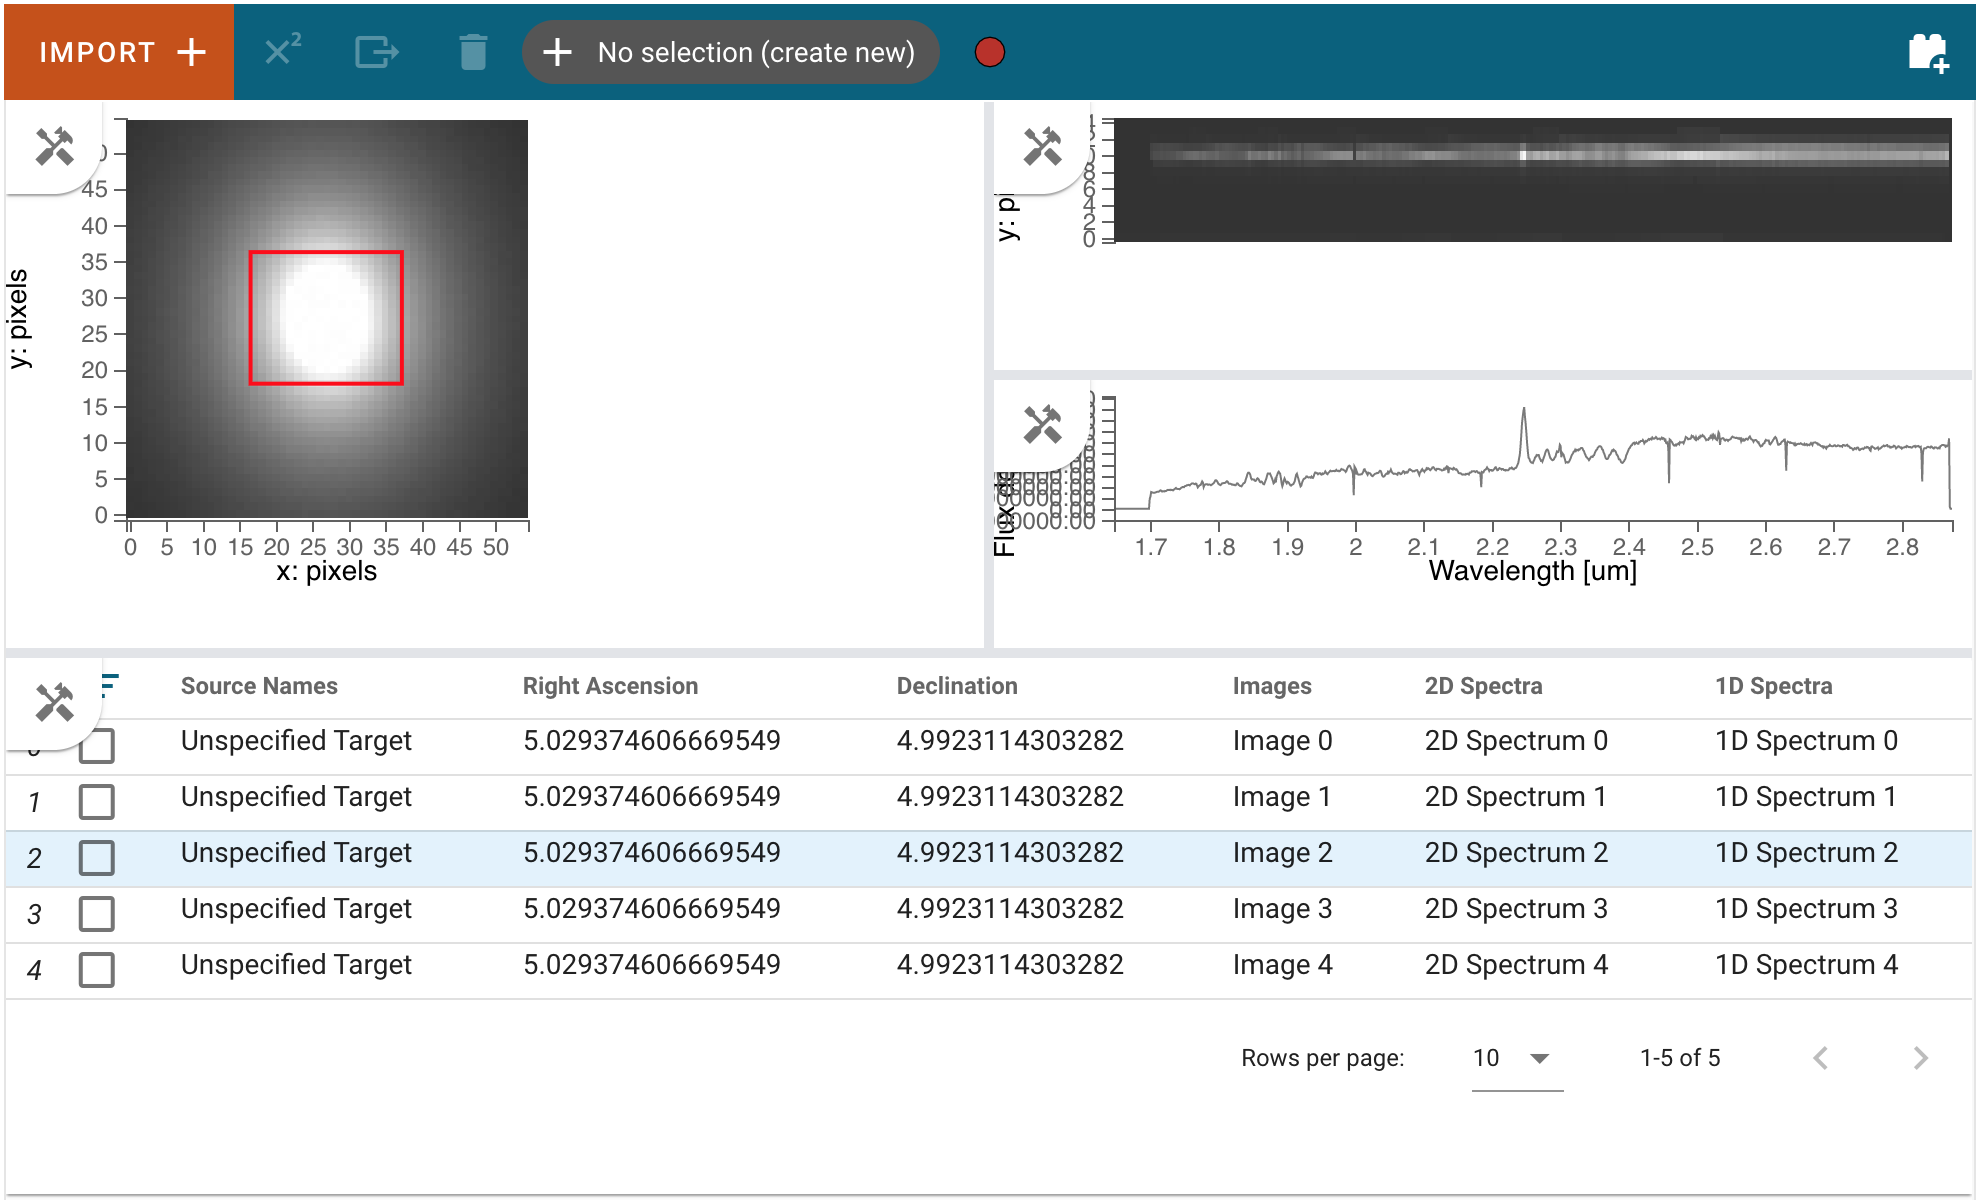 IMPORT
X²
No selection (create new)
y: pixels
45
40
35
30
25
20
15
10
5
0
0 5 10 15 20 25 30 35 40 45 50
x: pixels
8
6
4
2
0
1.7 1.8 1.9 2 2.1 2.2 2.3 2.4 2.5 2.6 2.7 2.8
Wavelength [um]
Source Names Right Ascension Declination Images 2D Spectra 1D Spectra
Unspecified Target 5.029374606669549 4.9923114303282 Image 0 2D Spectrum 0 1D Spectrum 0
1 Unspecified Target 5.029374606669549 4.9923114303282 Image 1 2D Spectrum 1 1D Spectrum 1
2 Unspecified Target 5.029374606669549 4.9923114303282 Image 2 2D Spectrum 2 1D Spectrum 2
3 Unspecified Target 5.029374606669549 4.9923114303282 Image 3 2D Spectrum 3 1D Spectrum 3
4 Unspecified Target 5.029374606669549 4.9923114303282 Image 4 2D Spectrum 4 1D Spectrum 4
Rows per page: 10 1-5 of 5